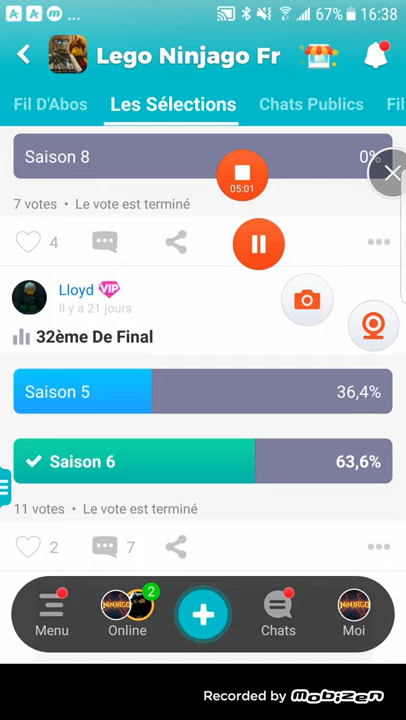 67% 16:38
Lego Ninjago Fr
Fil D'Abos Les Sélections Chats Publics Fil
Saison 8 0%
05:01
7 votes • Le vote est terminé
4
Lloyd VIP
Il y a 21 jours
32ème De Final
Saison 5 36,4%
Saison 6 63,6%
11 votes • Le vote est terminé
2 7
2
NINJAGO NINJAGO
Menu Online Chats Moi
Recorded by MOBIZEN